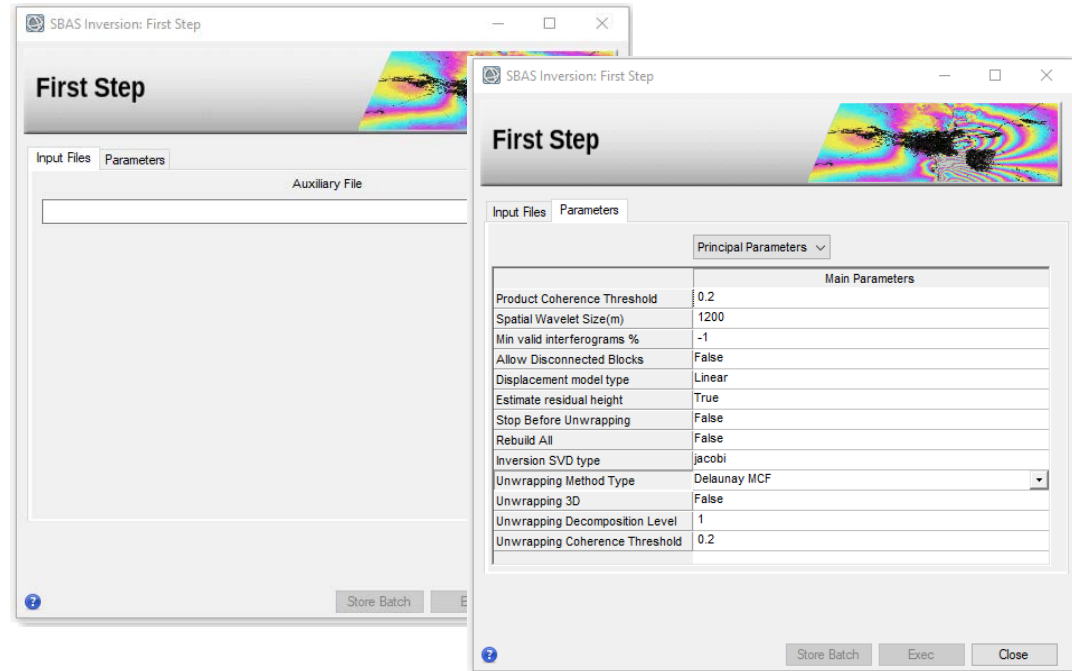 SBAS Inversion: First Step
First Step
Input Files Parameters
Auxiliary File
Store Batch
SBAS Inversion: First Step
First Step
Input Files Parameters
Principal Parameters
Main Parameters
Product Coherence Threshold 0.2
Spatial Wavelet Size(m) 1200
Min valid interferograms % -1
Allow Disconnected Blocks False
Displacement model type Linear
Estimate residual height True
Stop Before Unwrapping False
Rebuild All False
Inversion SVD type jacobi
Unwrapping Method Type Delaunay MCF
Unwrapping 3D False
Unwrapping Decomposition Level 1
Unwrapping Coherence Threshold 0.2
Store Batch Exec Close